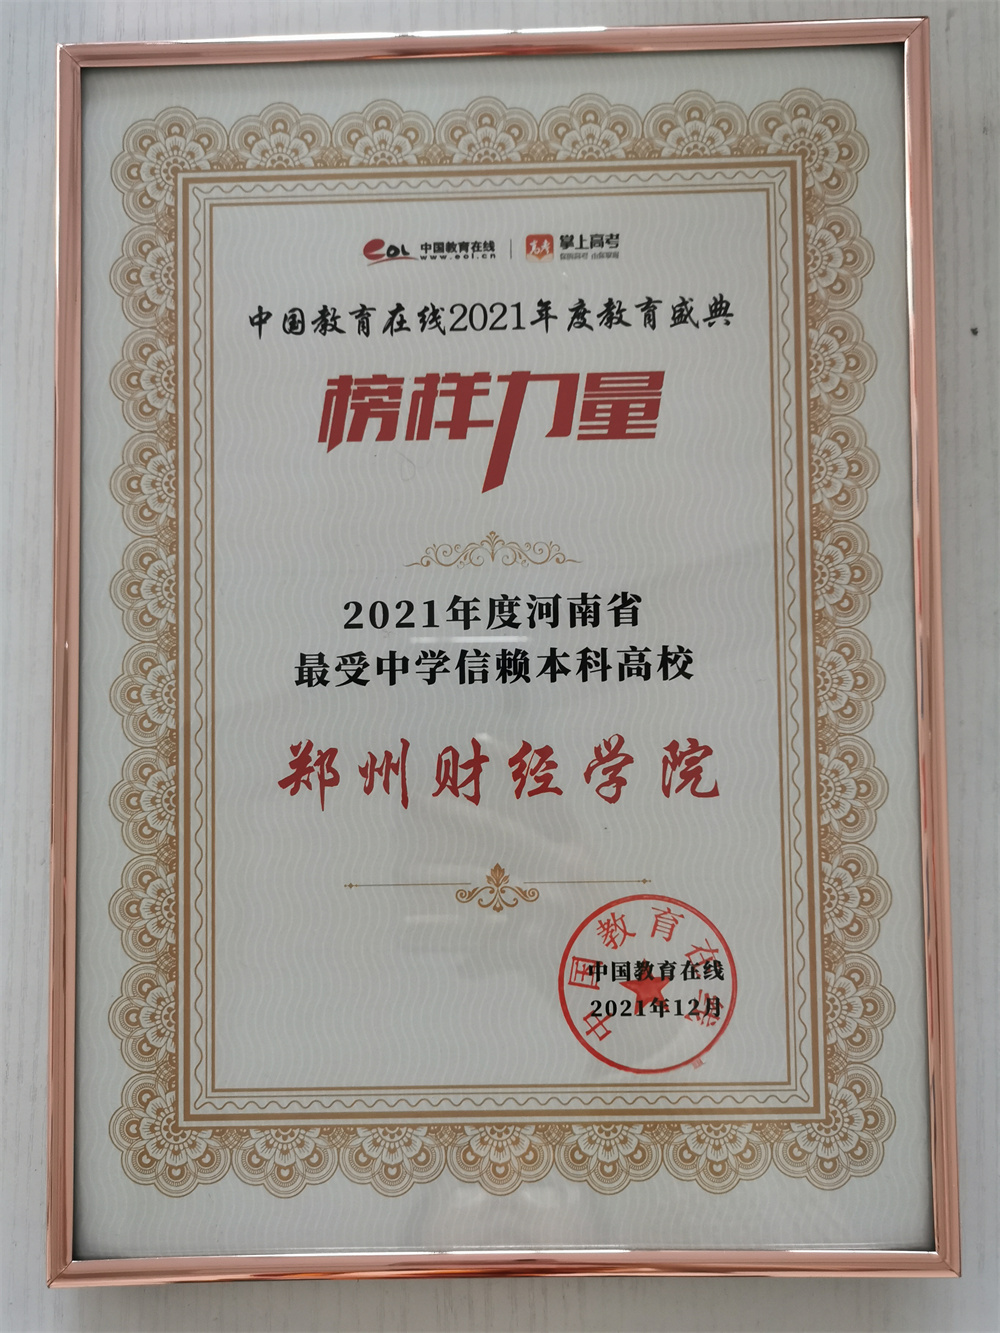 eol 中国教育在线 www.eol.cn
高考 掌上高考
中国教育在线2021年度教育盛典
榜样力量
2021年度河南省
最受中学信赖本科高校
郑州财经学院
中国教育在线
中国教育在线
2021年12月